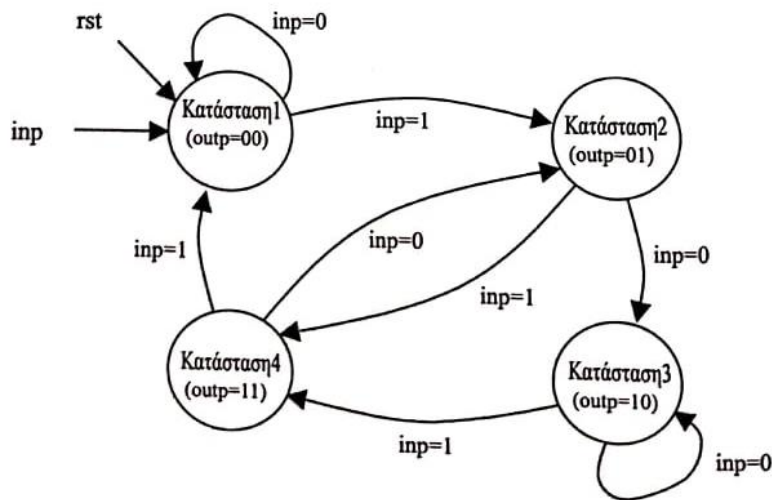 rst
inp=0
inp
Κατάσταση1
(outp=00)
inp=1
Κατάσταση2
(outp=01)
inp=1
inp=0
inp=1
inp=0
Κατάσταση4
(outp=11)
Κατάσταση3
(outp=10)
inp=1
inp=0